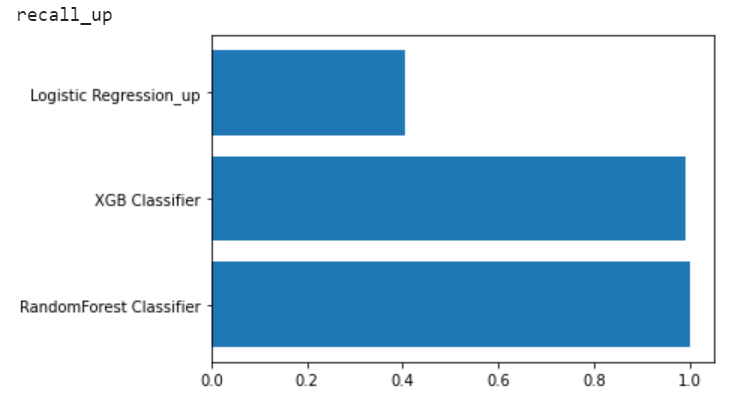 recall_up
Logistic Regression_up
XGB Classifier
RandomForest Classifier
0.0 0.2 0.4 0.6 0.8 1.0